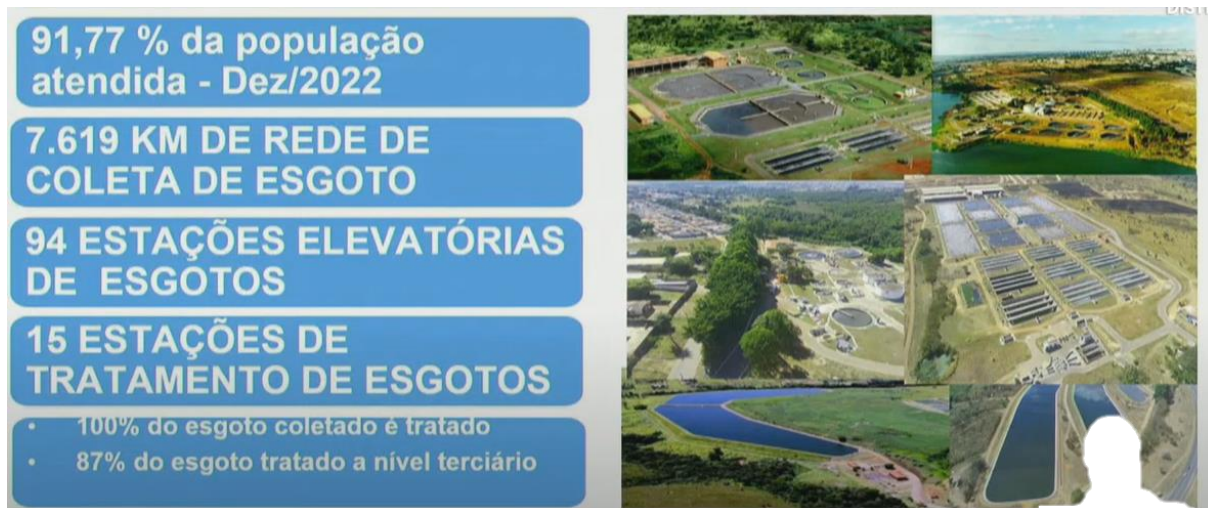 91,77 % da população
atendida - Dez/2022
7.619 KM DE REDE DE
COLETA DE ESGOTO
94 ESTAÇÕES ELEVATÓRIAS
DE ESGOTOS
15 ESTAÇÕES DE
TRATAMENTO DE ESGOTOS
• 100% do esgoto coletado é tratado
• 87% do esgoto tratado a nível terciário